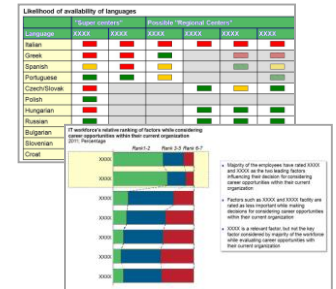 Likelihood of availability of languages
"Super centers" Possible "Regional Centers"
Language XXXX XXXX XXXX XXXX XXXX XXXX
Italian
Greek
Spanish
Portuguese
Czech/Slovak
Polish
Hungarian
Russian
Bulgarian
Slovenian
Croat
IT workforce's relative ranking of factors while considering
career opportunities within their current organization
2011; Percentage
Rank1-2 Rank 3-5 Rank 6-7
XXXX
XXXX
XXXX
XXXX
XXXX
XXXX
XXXX
Majority of the employees have rated XXXX
and XXXX as the two leading factors
influencing their decision for considering
career opportunities within their current
organization
Factors such as XXXX and XXXX facility are
rated as less important while making
decisions for considering career opportunities
within their current organization
XXXX is a relevant factor, but not the key
factor considered by majority of the workforce
while evaluating career opportunities with
their current organization